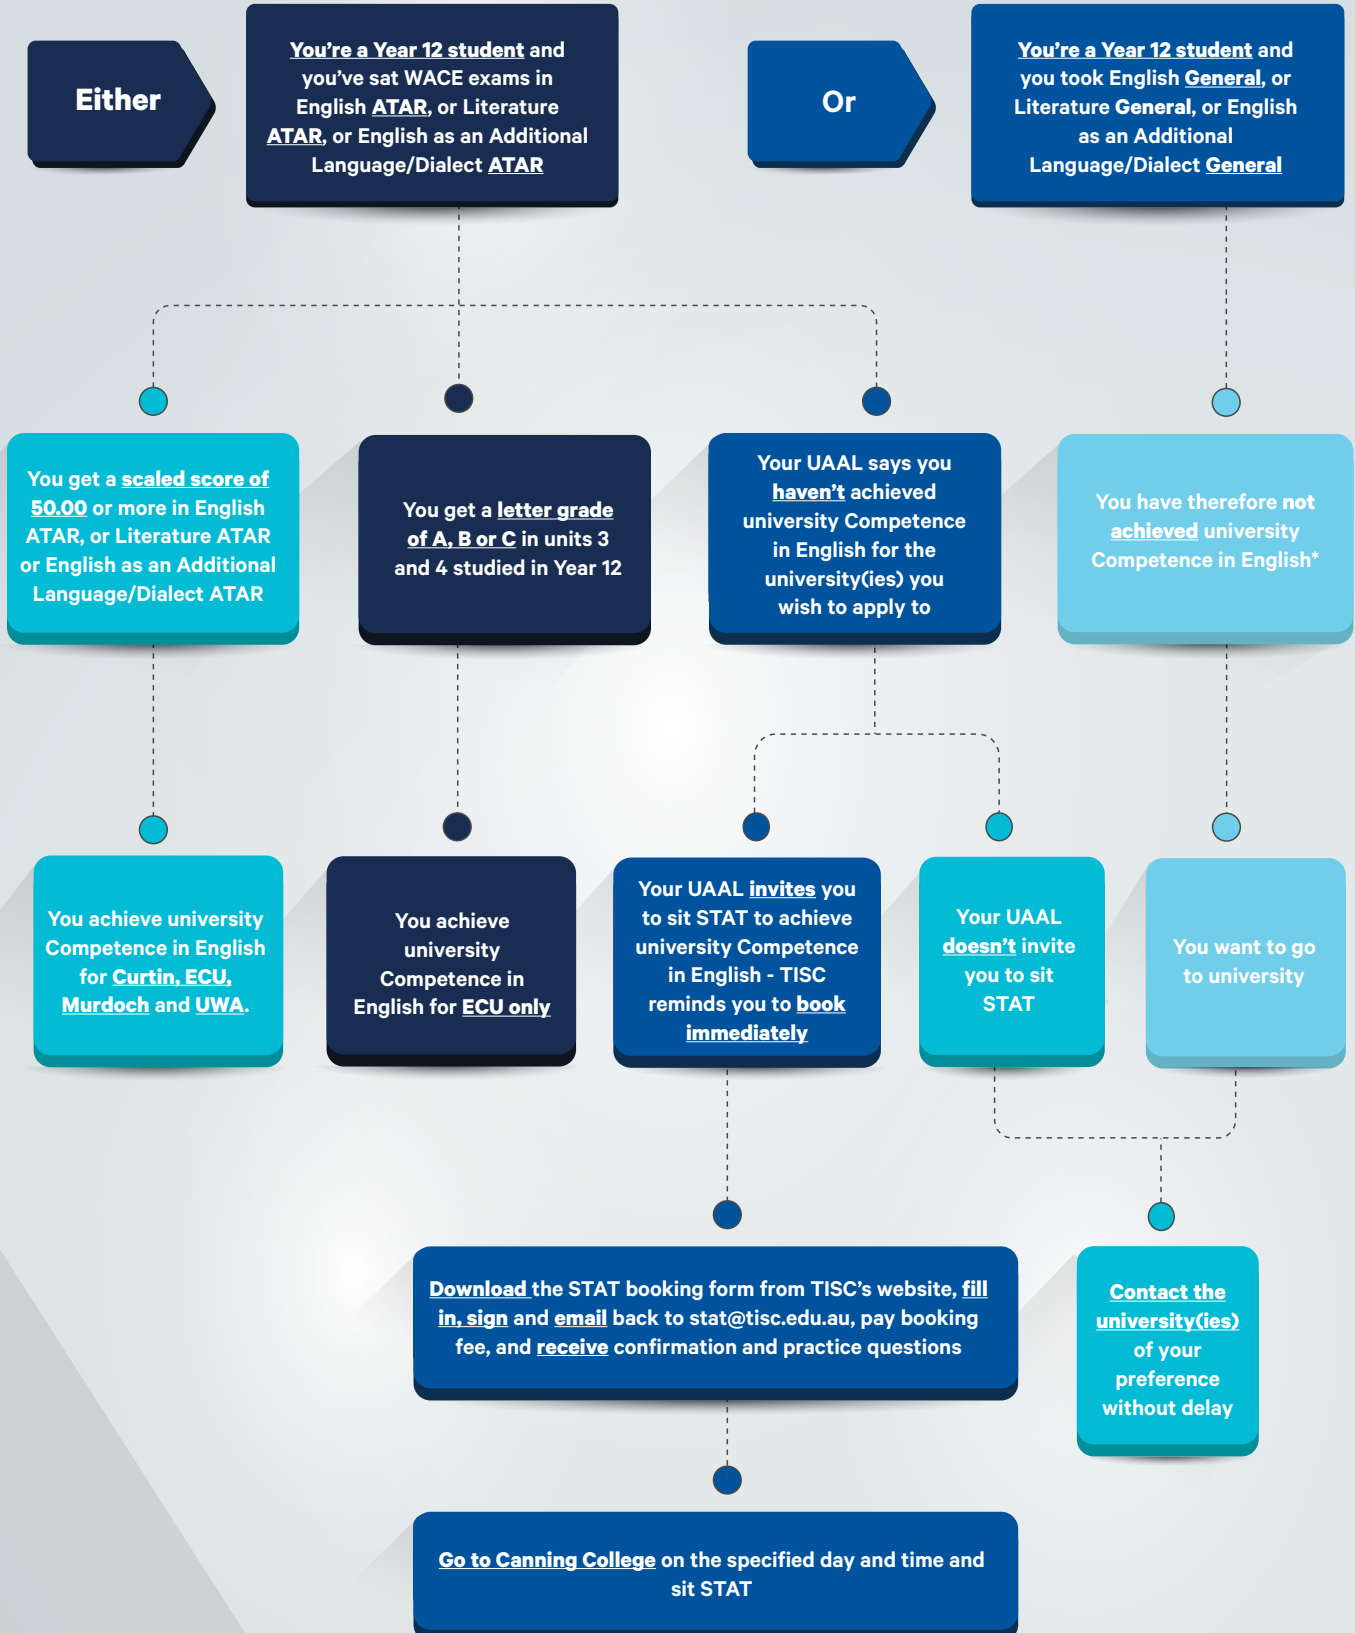 Either
You're a Year 12 student and
you've sat WACE exams in
English ATAR, or Literature
ATAR, or English as an Additional
Language/Dialect ATAR
Or
You're a Year 12 student and
you took English General, or
Literature General, or English
as an Additional
Language/Dialect General
You get a scaled score of
50.00 or more in English
ATAR, or Literature ATAR
or English as an Additional
Language/Dialect ATAR
You get a letter grade
of A, B or C in units 3
and 4 studied in Year 12
Your UAAL says you
haven't achieved
university Competence
in English for the
university(ies) you
wish to apply to
You have therefore not
achieved university
Competence in English*
You achieve university
Competence in English
for Curtin, ECU,
Murdoch and UWA.
You achieve
university
Competence in
English for ECU only
Your UAAL invites you
to sit STAT to achieve
university Competence
in English - TISC
reminds you to book
immediately
Your UAAL
doesn't invite
you to sit
STAT
You want to go
to university
Download the STAT booking form from TISC's website, fill
in, sign and email back to stat@tisc.edu.au, pay booking
fee, and receive confirmation and practice questions
Contact the
university(ies)
of your
preference
without delay
Go to Canning College on the specified day and time and
sit STAT